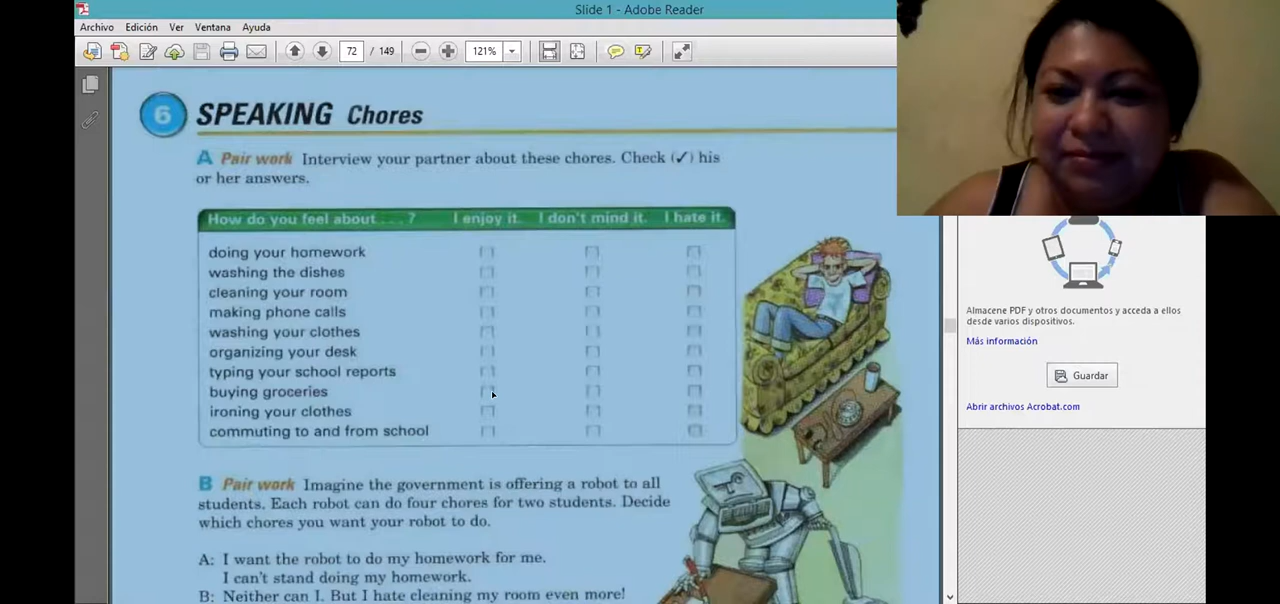 Slide 1 - Adobe Reader
Archivo Edición Ver Ventana Ayuda
72 / 149 121%
6 SPEAKING Chores
A Pair work Interview your partner about these chores. Check (✓) his
or her answers.
How do you feel about . . . ? I enjoy it. I don't mind it. I hate it.
doing your homework
washing the dishes
cleaning your room
making phone calls
washing your clothes
organizing your desk
typing your school reports
buying groceries
ironing your clothes
commuting to and from school
B Pair work Imagine the government is offering a robot to all
students. Each robot can do four chores for two students. Decide
which chores you want your robot to do.
A: I want the robot to do my homework for me.
I can't stand doing my homework.
B: Neither can I. But I hate cleaning my room even more!
Almacene PDF y otros documentos y acceda a ellos
desde varios dispositivos.
Más información
Guardar
Abrir archivos Acrobat.com